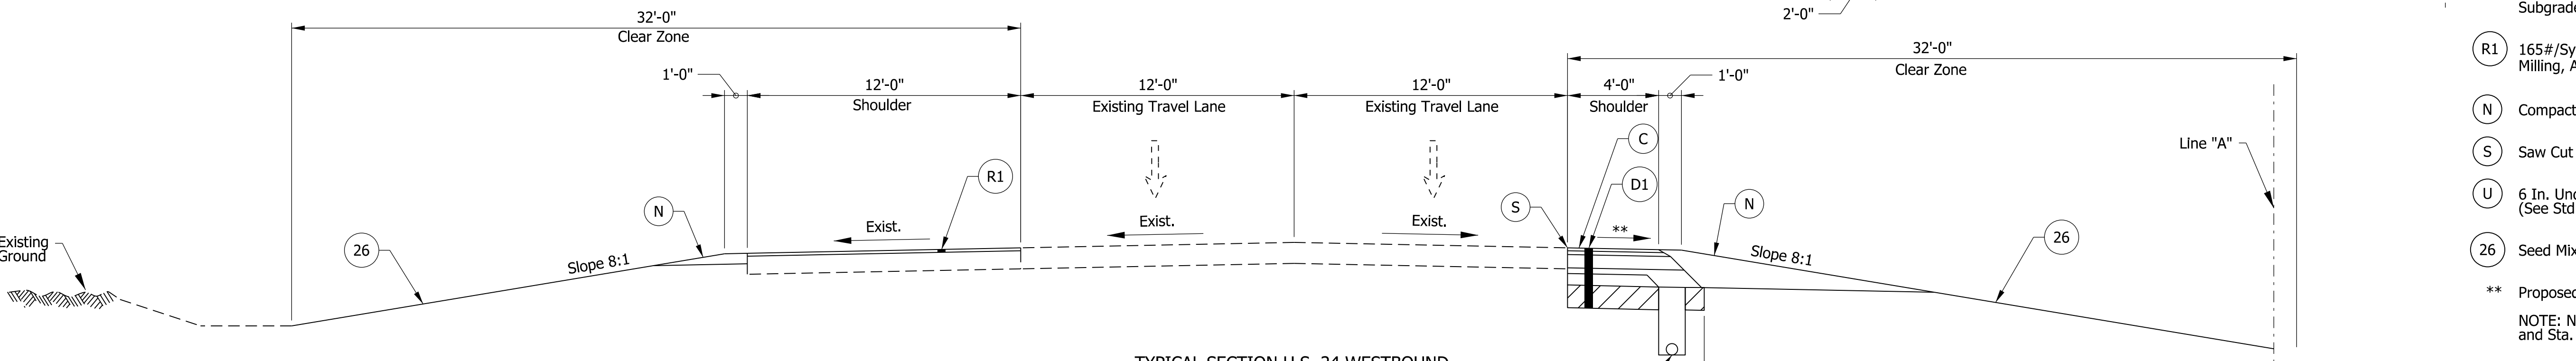 32'-0"
Clear Zone
1'-0"
12'-0"
Shoulder
12'-0"
Existing Travel Lane
12'-0"
Existing Travel Lane
2'-0"
32'-0"
Clear Zone
4'-0"
Shoulder
1'-0"
C
D1
R1
N
S
N
Line "A"
Exist.
Exist.
Exist.
**
Existing
Ground
26
Slope 8:1
Slope 8:1
26
R1 165#/Sy
Milling, A
N Compact
S Saw Cut
U 6 In. Und
(See Std
26 Seed Mix
** Proposed
NOTE: N
and Sta.
Subgrade